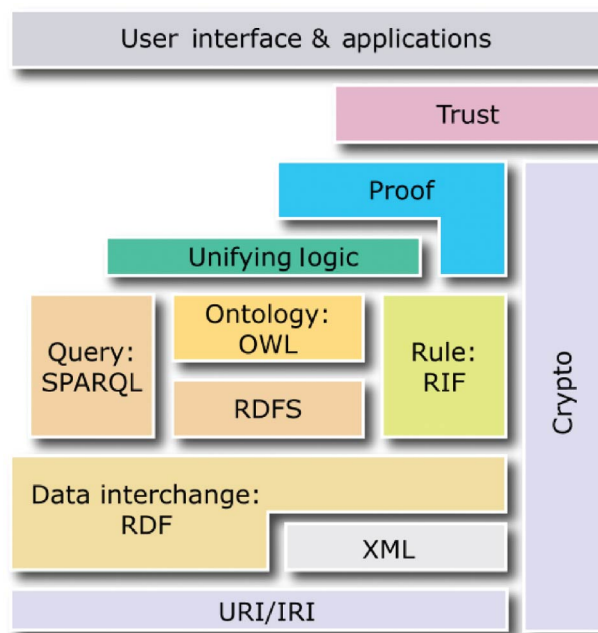 User interface & applications
Trust
Proof
Unifying logic
Query:
SPARQL
Ontology:
OWL
RDFS
Rule:
RIF
Crypto
Data interchange:
RDF
XML
URI/IRI